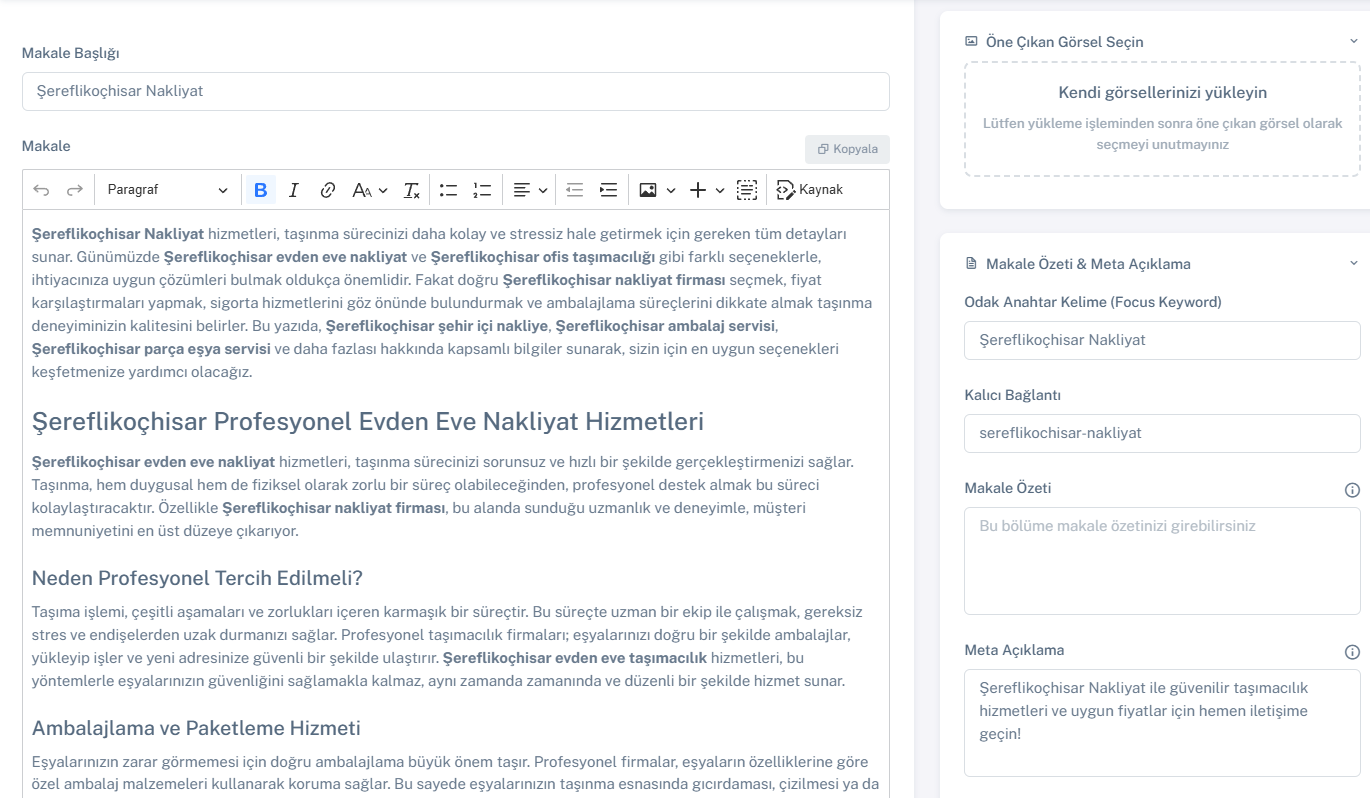 Makale Başlığı
Şereflikoçhisar Nakliyat
Makale
Kopyala
Paragraf
B I
Kaynak
Şereflikoçhisar Nakliyat hizmetleri, taşınma sürecinizi daha kolay ve stressiz hale getirmek için gereken tüm detayları
sunar. Günümüzde Şereflikoçhisar evden eve nakliyat ve Şereflikoçhisar ofis taşımacılığı gibi farklı seçeneklerle,
ihtiyacınıza uygun çözümleri bulmak oldukça önemlidir. Fakat doğru Şereflikoçhisar nakliyat firması seçmek, fiyat
karşılaştırmaları yapmak, sigorta hizmetlerini göz önünde bulundurmak ve ambalajlama süreçlerini dikkate almak taşınma
deneyiminizin kalitesini belirler. Bu yazıda, Şereflikoçhisar şehir içi nakliye, Şereflikoçhisar ambalaj servisi,
Şereflikoçhisar parça eşya servisi ve daha fazlası hakkında kapsamlı bilgiler sunarak, sizin için en uygun seçenekleri
keşfetmenize yardımcı olacağız.
Şereflikoçhisar Profesyonel Evden Eve Nakliyat Hizmetleri
Şereflikoçhisar evden eve nakliyat hizmetleri, taşınma sürecinizi sorunsuz ve hızlı bir şekilde gerçekleştirmenizi sağlar.
Taşınma, hem duygusal hem de fiziksel olarak zorlu bir süreç olabileceğinden, profesyonel destek almak bu süreci
kolaylaştıracaktır. Özellikle Şereflikoçhisar nakliyat firması, bu alanda sunduğu uzmanlık ve deneyimle, müşteri
memnuniyetini en üst düzeye çıkarıyor.
Neden Profesyonel Tercih Edilmeli?
Taşıma işlemi, çeşitli aşamaları ve zorlukları içeren karmaşık bir süreçtir. Bu süreçte uzman bir ekip ile çalışmak, gereksiz
stres ve endişelerden uzak durmanızı sağlar. Profesyonel taşımacılık firmaları; eşyalarınızı doğru bir şekilde ambalajlar,
yükleyip işler ve yeni adresinize güvenli bir şekilde ulaştırır. Şereflikoçhisar evden eve taşımacılık hizmetleri, bu
yöntemlerle eşyalarınızın güvenliğini sağlamakla kalmaz, aynı zamanda zamanında ve düzenli bir şekilde hizmet sunar.
Ambalajlama ve Paketleme Hizmeti
Eşyalarınızın zarar görmemesi için doğru ambalajlama büyük önem taşır. Profesyonel firmalar, eşyaların özelliklerine göre
özel ambalaj malzemeleri kullanarak koruma sağlar. Bu sayede eşyalarınızın taşınma esnasında gıcırdaması, çizilmesi ya da
Öne Çıkan Görsel Seçin
Kendi görsellerinizi yükleyin
Lütfen yükleme işleminden sonra öne çıkan görsel olarak
seçmeyi unutmayınız
Makale Özeti & Meta Açıklama
Odak Anahtar Kelime (Focus Keyword)
Şereflikoçhisar Nakliyat
Kalıcı Bağlantı
sereflikochisar-nakliyat
Makale Özeti
Bu bölüme makale özetinizi girebilirsiniz
Meta Açıklama
Şereflikoçhisar Nakliyat ile güvenilir taşımacılık
hizmetleri ve uygun fiyatlar için hemen iletişime
geçin!